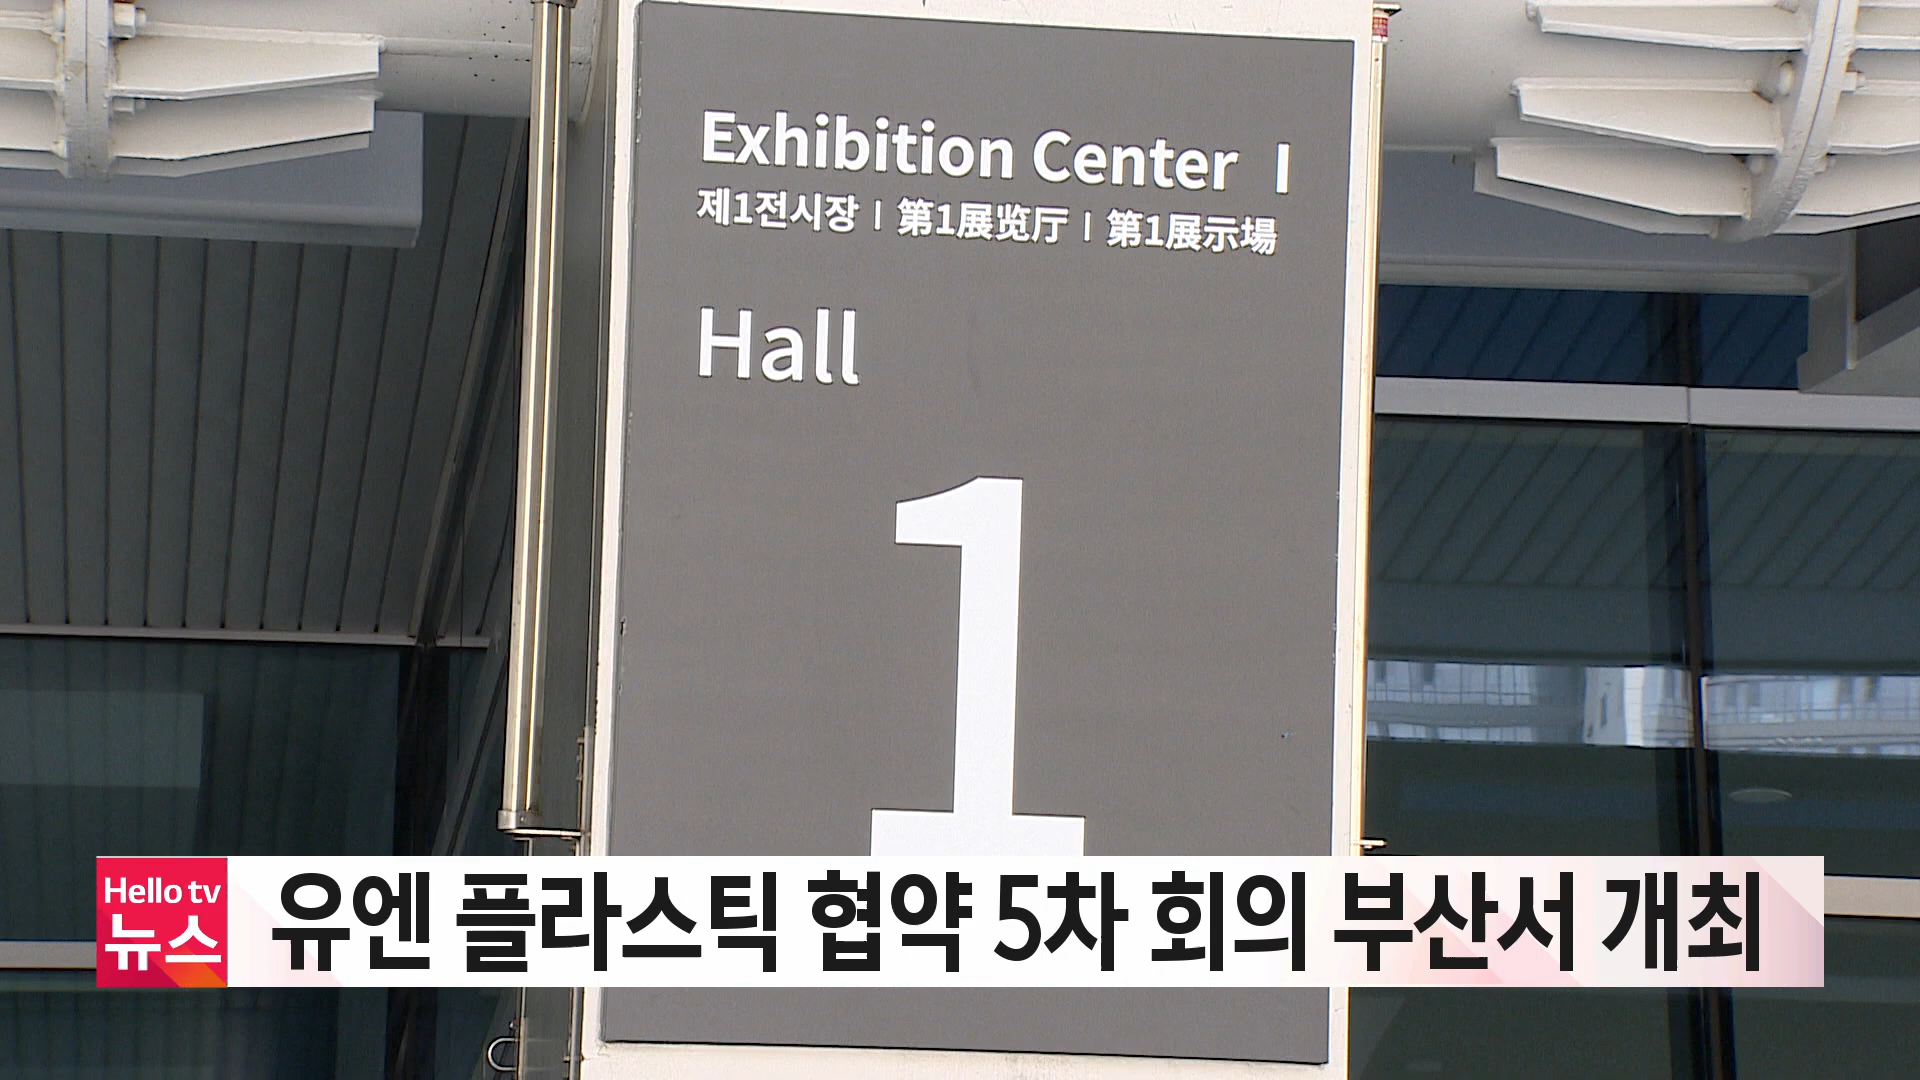 Exhibition Center Ⅰ
제1전시장 | 第1展览厅 | 第1展示場
Hall
1
Hello tv
뉴스
유엔 플라스틱 협약 5차 회의 부산서 개최